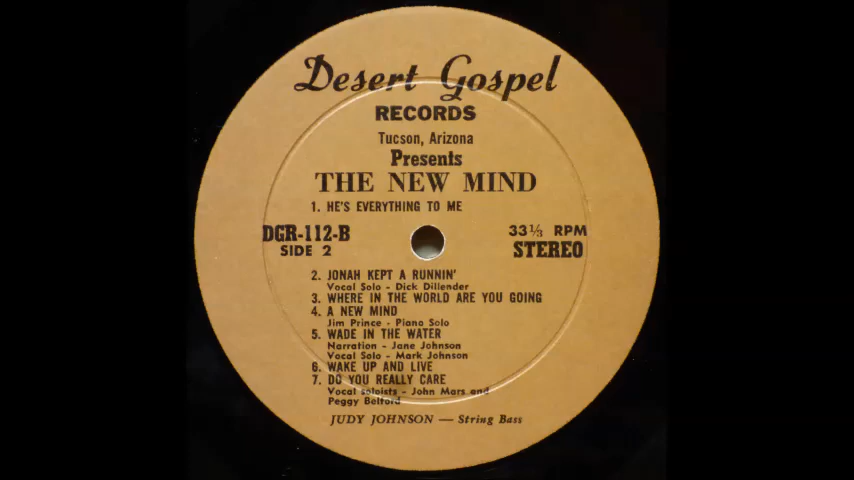 Desert Gospel
RECORDS
Tucson, Arizona
Presents
THE NEW MIND
1. HE'S EVERYTHING TO ME
DGR-112-B
SIDE 2
33⅓ RPM
STEREO
2. JONAH KEPT A RUNNIN'
Vocal Solo - Dick Dillender
3. WHERE IN THE WORLD ARE YOU GOING
4. A NEW MIND
Jim Prince - Piano Solo
5. WADE IN THE WATER
Narration - Jane Johnson
Vocal Solo - Mark Johnson
6. WAKE UP AND LIVE
7. DO YOU REALLY CARE
Vocal soloists - John Mars and
Peggy Belford
JUDY JOHNSON — String Bass